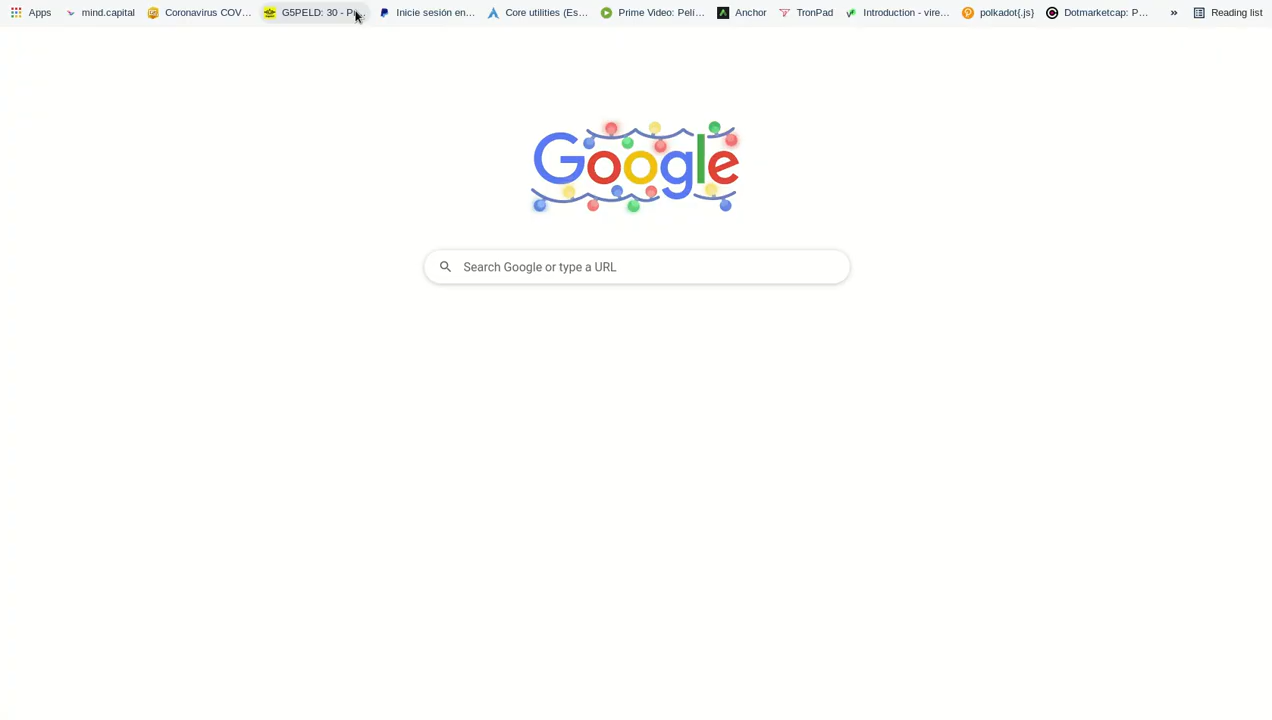 Apps mind.capital Coronavirus COV... G5PELD: 30 - P... Inicie sesión en... Core utilities (Es... Prime Video: Pelí... Anchor TronPad Introduction - vire... polkadot{.js} Dotmarketcap: P... » Reading list
Google
Search Google or type a URL